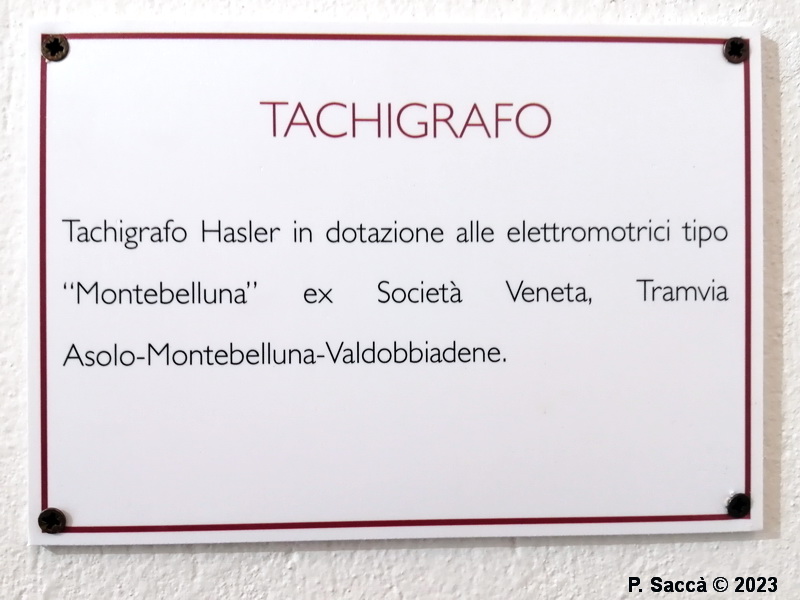 TACHIGRAFO
Tachigrafo Hasler in dotazione alle elettromotrici tipo
“Montebelluna” ex Società Veneta, Tramvia
Asolo-Montebelluna-Valdobbiadene.
P. Saccà © 2023